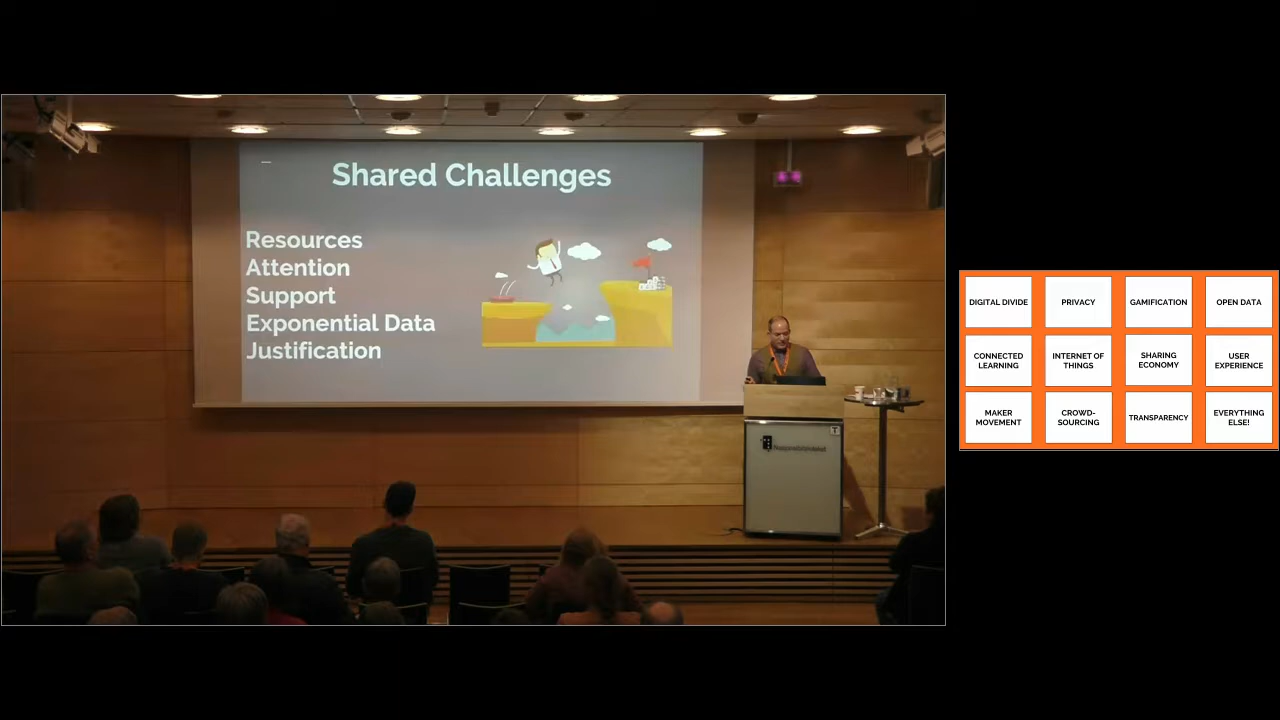 Shared Challenges
Resources
Attention
Support
Exponential Data
Justification
T
DIGITAL DIVIDE
PRIVACY
GAMIFICATION
OPEN DATA
CONNECTED
LEARNING
INTERNET OF
THINGS
SHARING
ECONOMY
USER
EXPERIENCE
MAKER
MOVEMENT
CROWD-
SOURCING
TRANSPARENCY
EVERYTHING
ELSE!